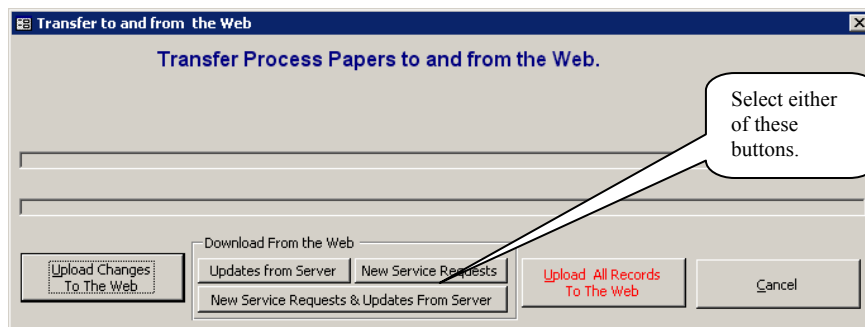 Transfer to and from the Web
Transfer Process Papers to and from the Web.
Select either
of these
buttons.
Download From the Web
Upload Changes
To The Web
Updates from Server
New Service Requests
New Service Requests & Updates From Server
Upload All Records
To The Web
Cancel